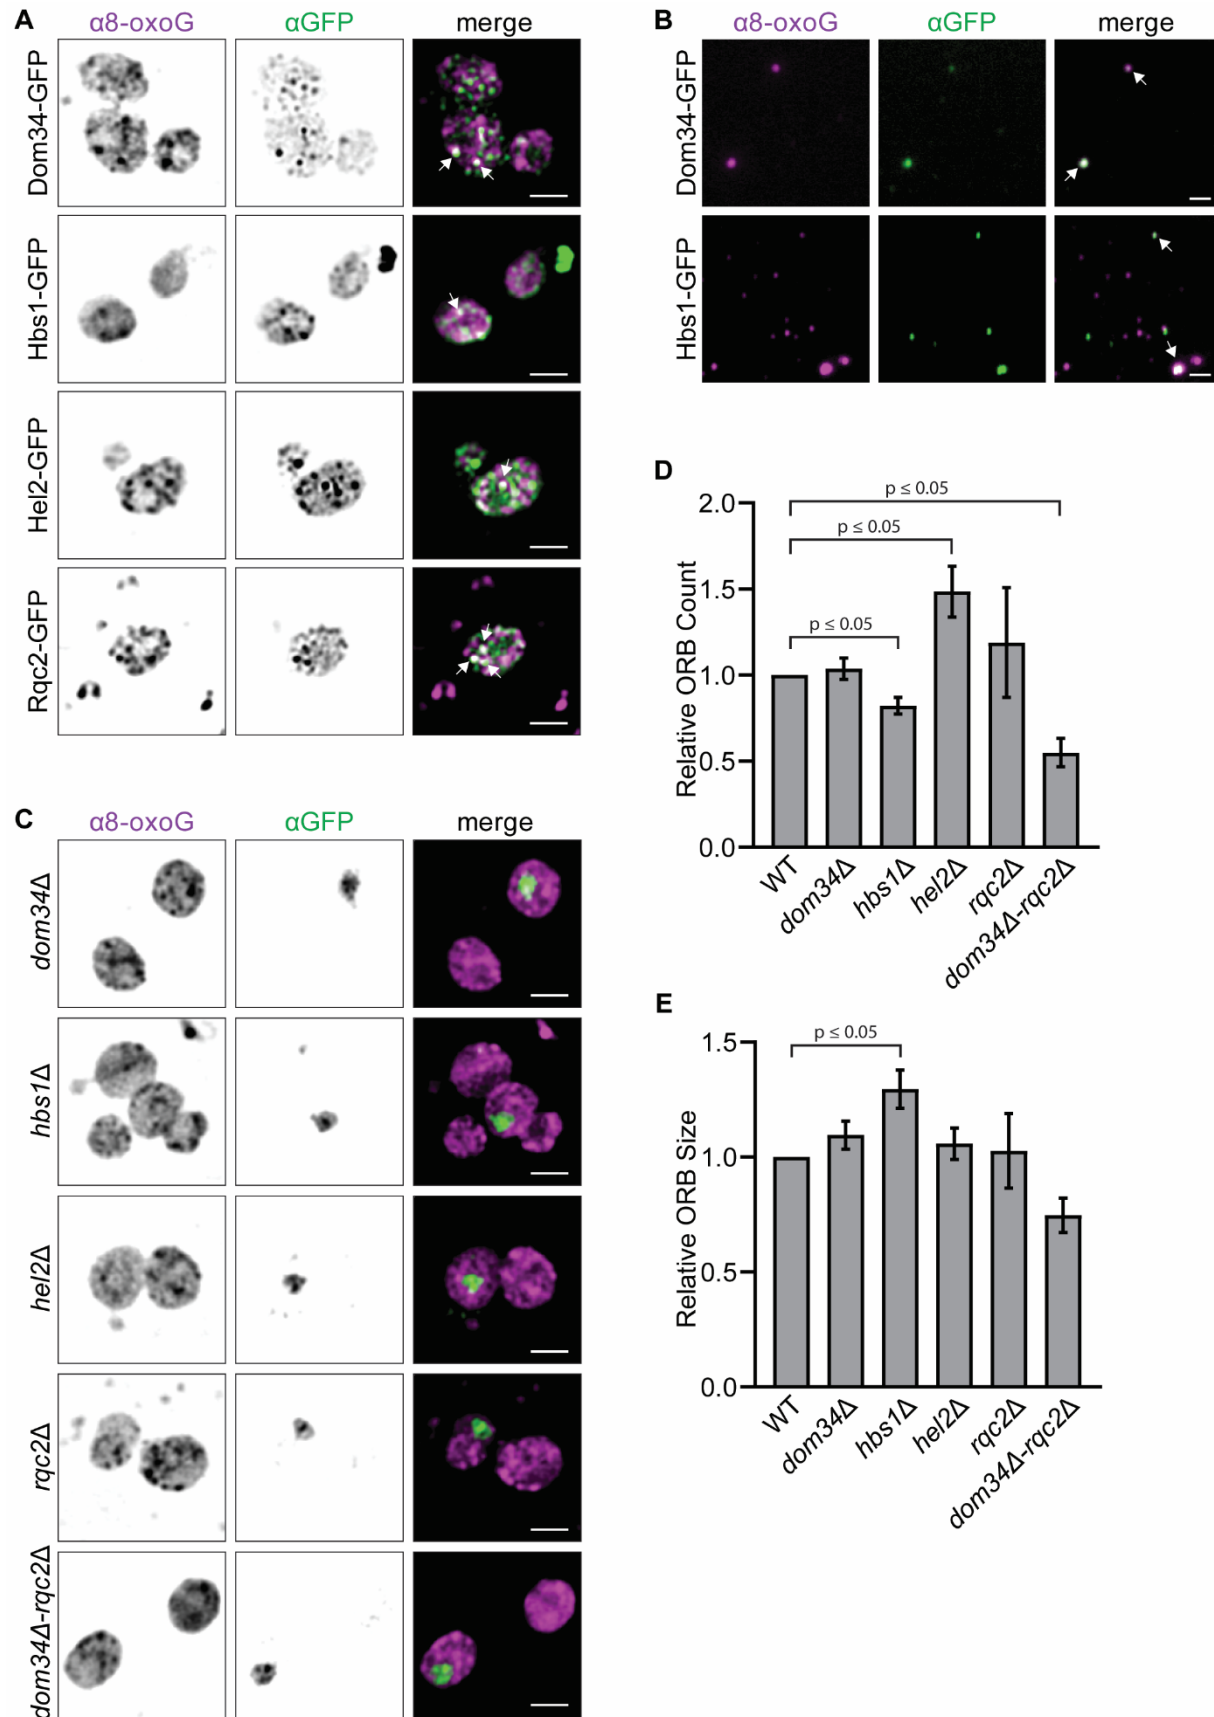 A
α8-oxoG αGFP merge
Dom34-GFP
Hbs1-GFP
Hel2-GFP
Rqc2-GFP
B
α8-oxoG αGFP merge
Dom34-GFP
Hbs1-GFP
C
α8-oxoG αGFP merge
dom34Δ
hbs1Δ
hel2Δ
rqc2Δ
dom34Δ-rqc2Δ
D
Relative ORB Count
2.0
1.5
1.0
0.5
0.0
p ≤ 0.05
p ≤ 0.05
p ≤ 0.05
WT
dom34Δ
hbs1Δ
hel2Δ
rqc2Δ
dom34Δ-rqc2Δ
E
Relative ORB Size
1.5
1.0
0.5
0.0
p ≤ 0.05
WT
dom34Δ
hbs1Δ
hel2Δ
rqc2Δ
dom34Δ-rqc2Δ